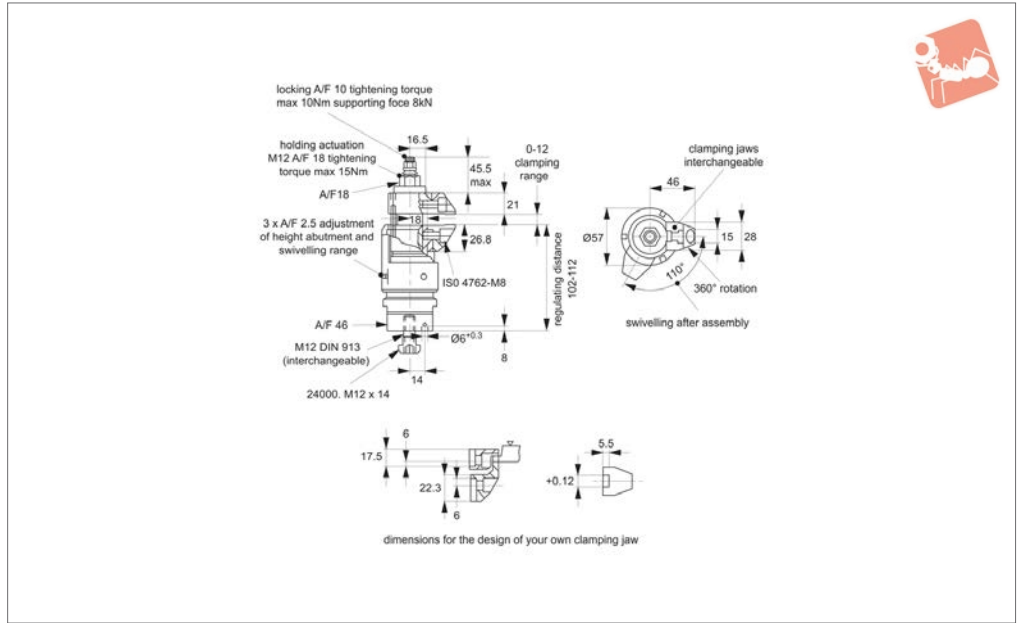 locking A/F 10 tightening torque
max 10Nm supporting foce 8kN
holding actuation
M12 A/F 18 tightening
torque max 15Nm
A/F18
3 x A/F 2.5 adjustment
of height abutment and
swivelling range
A/F 46
M12 DIN 913
(interchangeable)
24000. M12 x 14
16.5
45.5
max
0-12
clamping
range
21
18
26.8
IS0 4762-M8
regulating distance
102-112
Ø6+0.3
8
14
clamping jaws
interchangeable
46
Ø57
15
28
110°
360° rotation
swivelling after assembly
6
17.5
22.3
6
5.5
+0.12
dimensions for the design of your own clamping jaw